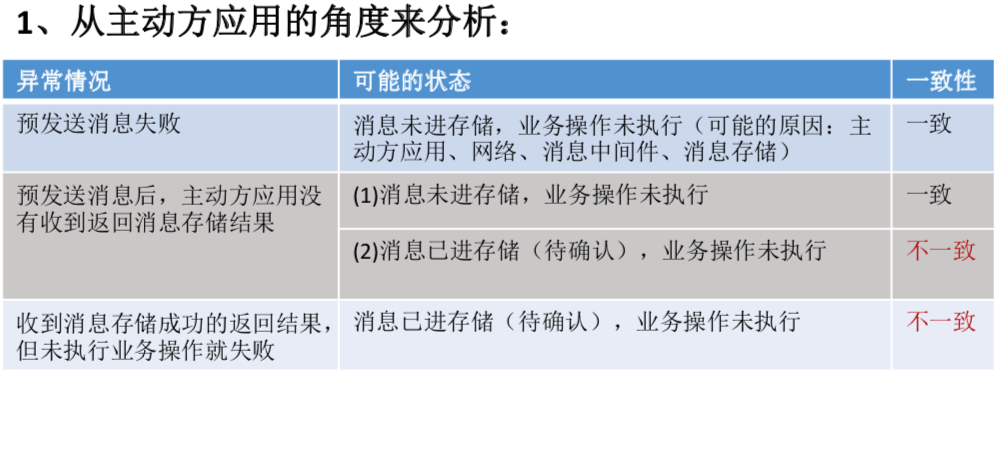 1、从主动方应用的角度来分析：
异常情况
可能的状态
一致性
预发送消息失败
消息未进存储，业务操作未执行（可能的原因：主
动方应用、网络、消息中间件、消息存储）
一致
预发送消息后，主动方应用没
有收到返回消息存储结果
(1)消息未进存储，业务操作未执行
一致
(2)消息已进存储（待确认），业务操作未执行
不一致
收到消息存储成功的返回结果，
但未执行业务操作就失败
消息已进存储（待确认），业务操作未执行
不一致